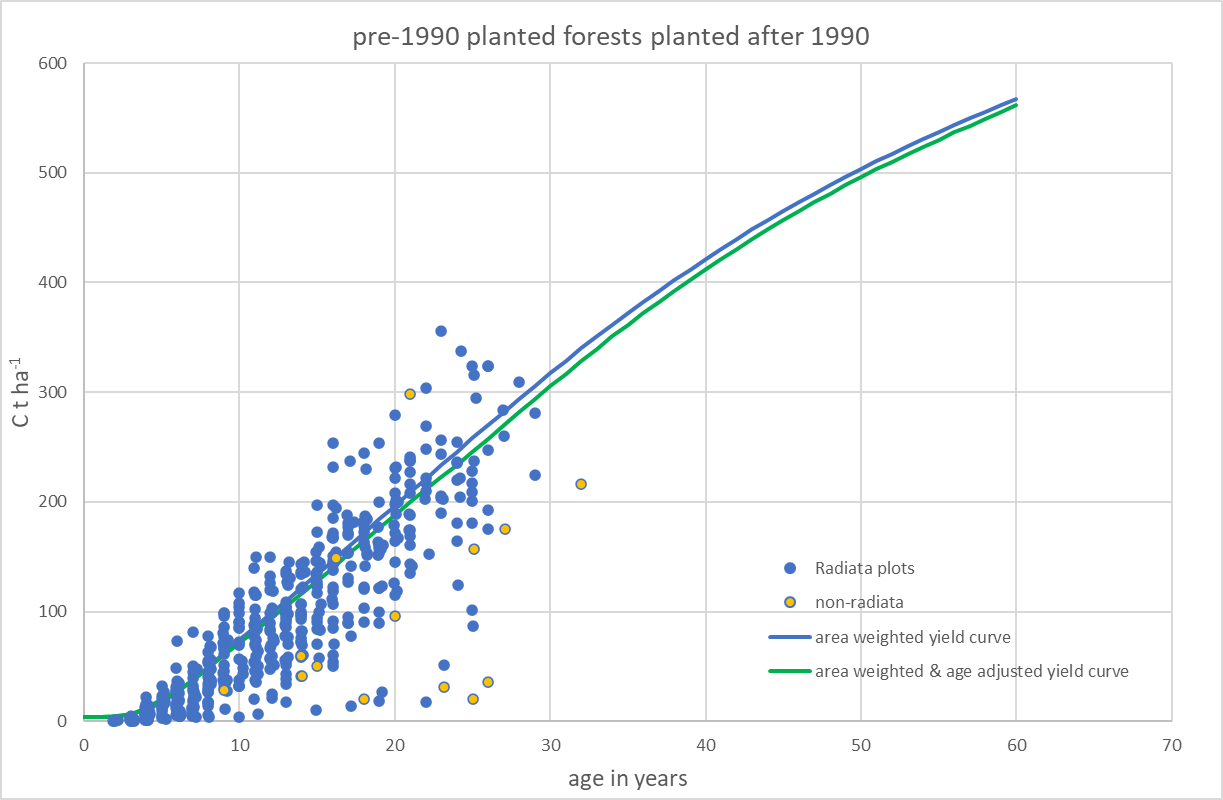 pre-1990 planted forests planted after 1990
600
500
400
300
200
100
0
C t ha-1
0 10 20 30 40 50 60 70
age in years
Radiata plots
non-radiata
area weighted yield curve
area weighted & age adjusted yield curve